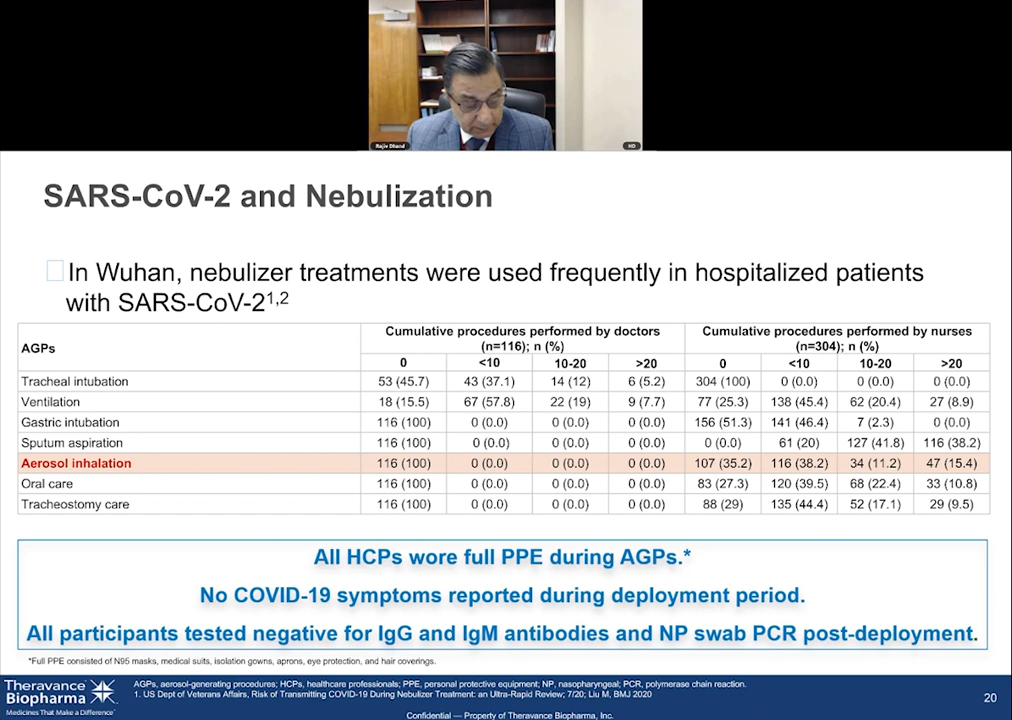 Rajiv Dhand
HD
SARS-CoV-2 and Nebulization
In Wuhan, nebulizer treatments were used frequently in hospitalized patients
with SARS-CoV-2¹,²
AGPs
Cumulative procedures performed by doctors
(n=116); n (%)
Cumulative procedures performed by nurses
(n=304); n (%)
0 <10 10-20 >20 0 <10 10-20 >20
Tracheal intubation 53 (45.7) 43 (37.1) 14 (12) 6 (5.2) 304 (100) 0 (0.0) 0 (0.0) 0 (0.0)
Ventilation 18 (15.5) 67 (57.8) 22 (19) 9 (7.7) 77 (25.3) 138 (45.4) 62 (20.4) 27 (8.9)
Gastric intubation 116 (100) 0 (0.0) 0 (0.0) 0 (0.0) 156 (51.3) 141 (46.4) 7 (2.3) 0 (0.0)
Sputum aspiration 116 (100) 0 (0.0) 0 (0.0) 0 (0.0) 0 (0.0) 61 (20) 127 (41.8) 116 (38.2)
Aerosol inhalation 116 (100) 0 (0.0) 0 (0.0) 0 (0.0) 107 (35.2) 116 (38.2) 34 (11.2) 47 (15.4)
Oral care 116 (100) 0 (0.0) 0 (0.0) 0 (0.0) 83 (27.3) 120 (39.5) 68 (22.4) 33 (10.8)
Tracheostomy care 116 (100) 0 (0.0) 0 (0.0) 0 (0.0) 88 (29) 135 (44.4) 52 (17.1) 29 (9.5)
All HCPs wore full PPE during AGPs.*
No COVID-19 symptoms reported during deployment period.
All participants tested negative for IgG and IgM antibodies and NP swab PCR post-deployment.
*Full PPE consisted of N95 masks, medical suits, isolation gowns, aprons, eye protection, and hair coverings.
Theravance
Biopharma
Medicines That Make a Difference®
AGPs, aerosol-generating procedures; HCPs, healthcare professionals; PPE, personal protective equipment; NP, nasopharyngeal; PCR, polymerase chain reaction.
1. US Dept of Veterans Affairs, Risk of Transmitting COVID-19 During Nebulizer Treatment: an Ultra-Rapid Review; 7/20; Liu M, BMJ 2020
20
Confidential — Property of Theravance Biopharma, Inc.